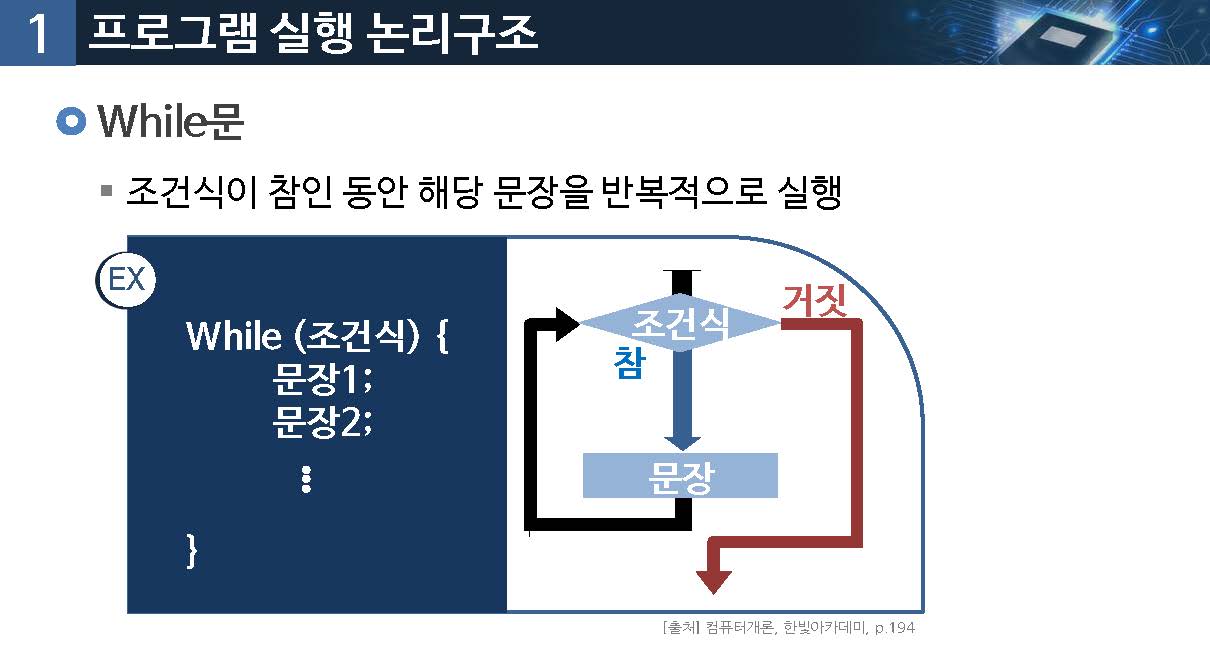 1 프로그램 실행 논리구조
While문
조건식이 참인 동안 해당 문장을 반복적으로 실행
EX
While (조건식) {
문장1;
문장2;
⋮
}
조건식
거짓
참
문장
[출처] 컴퓨터개론, 한빛아카데미, p.194